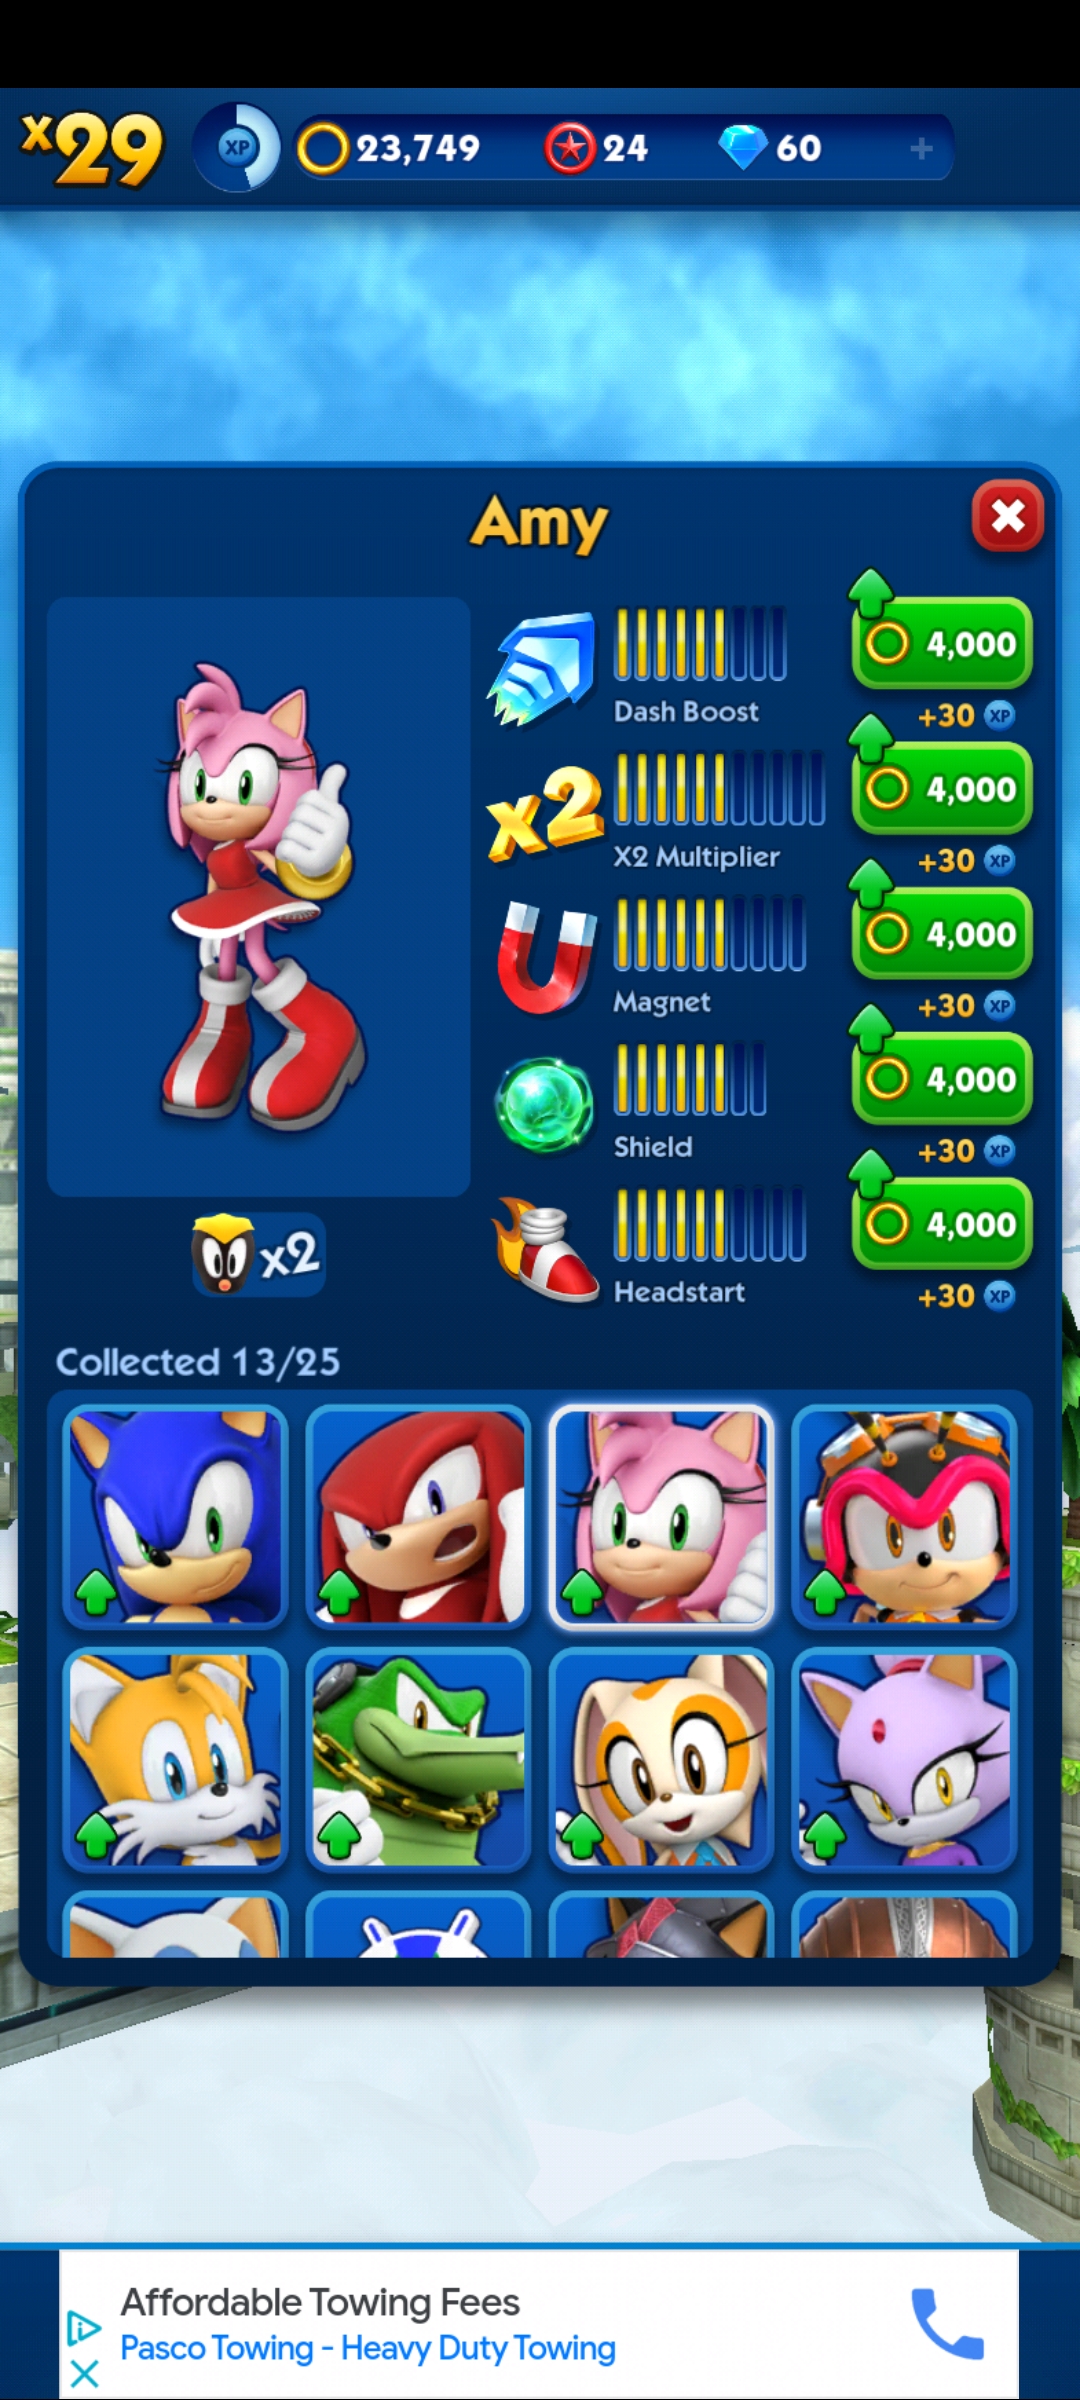 x29
XP
23,749
24
60
+
Amy
4,000
Dash Boost
+30 XP
x2
4,000
X2 Multiplier
+30 XP
4,000
Magnet
+30 XP
4,000
Shield
+30 XP
x2
4,000
Headstart
+30 XP
Collected 13/25
Affordable Towing Fees
Pasco Towing - Heavy Duty Towing